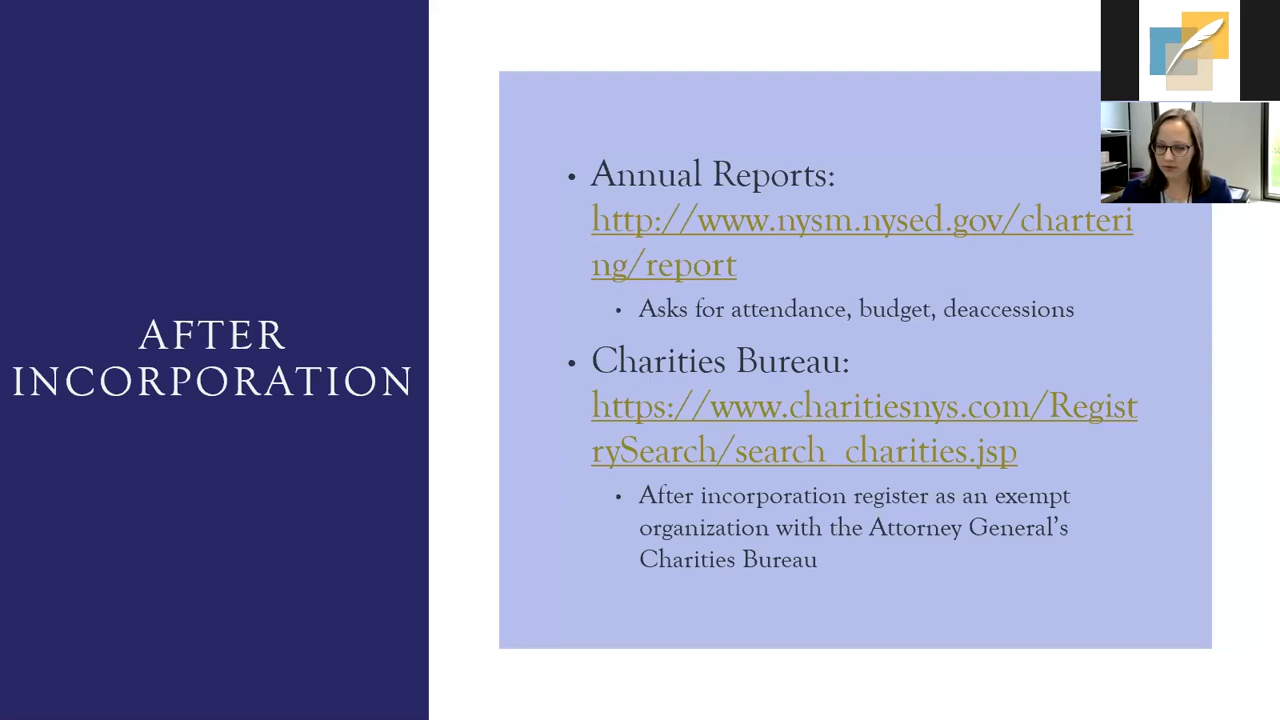 AFTER
INCORPORATION
• Annual Reports:
http://www.nysm.nysed.gov/charteri
ng/report
• Asks for attendance, budget, deaccessions
• Charities Bureau:
https://www.charitiesnys.com/Regist
rySearch/search_charities.jsp
• After incorporation register as an exempt
organization with the Attorney General's
Charities Bureau